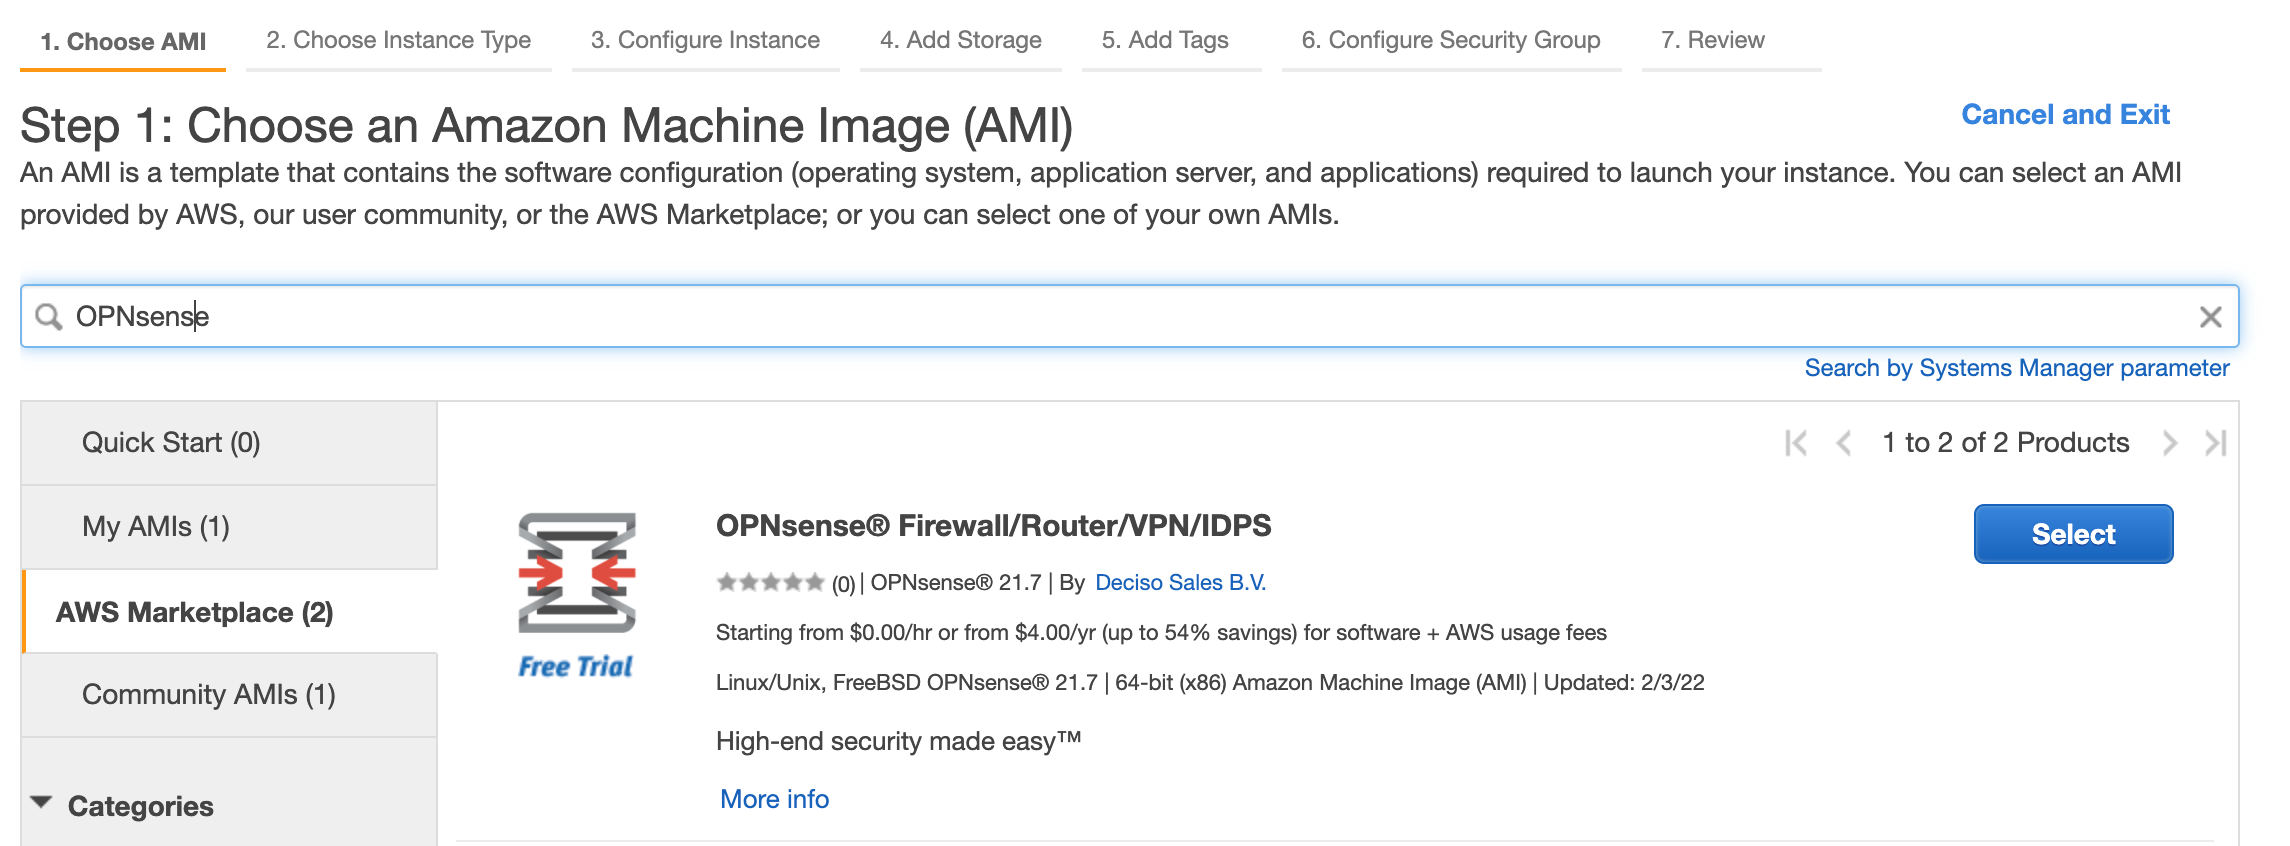 1. Choose AMI 2. Choose Instance Type 3. Configure Instance 4. Add Storage 5. Add Tags 6. Configure Security Group 7. Review
Step 1: Choose an Amazon Machine Image (AMI)
Cancel and Exit
An AMI is a template that contains the software configuration (operating system, application server, and applications) required to launch your instance. You can select an AMI
provided by AWS, our user community, or the AWS Marketplace; or you can select one of your own AMIs.
OPNsense
Search by Systems Manager parameter
Quick Start (0)
My AMIs (1)
AWS Marketplace (2)
Community AMIs (1)
Categories
1 to 2 of 2 Products
Free Trial
OPNsense® Firewall/Router/VPN/IDPS
Select
(0) | OPNsense® 21.7 | By Deciso Sales B.V.
Starting from $0.00/hr or from $4.00/yr (up to 54% savings) for software + AWS usage fees
Linux/Unix, FreeBSD OPNsense® 21.7 | 64-bit (x86) Amazon Machine Image (AMI) | Updated: 2/3/22
High-end security made easy™
More info